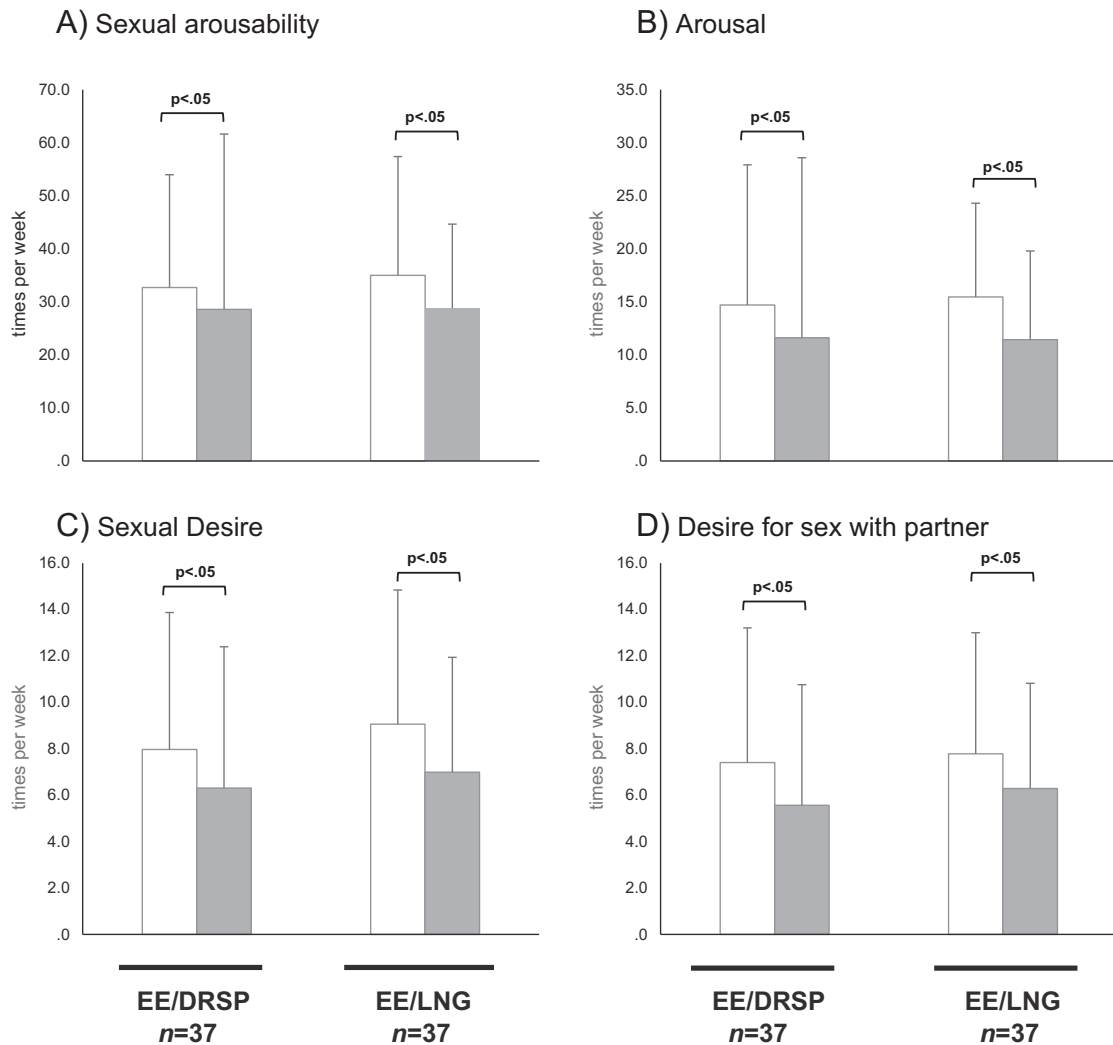 A) Sexual arousability
70.0
60.0
50.0
40.0
30.0
20.0
10.0
.0
times per week
p<.05
p<.05
B) Arousal
35.0
30.0
25.0
20.0
15.0
10.0
5.0
.0
times per week
p<.05
p<.05
C) Sexual Desire
16.0
14.0
12.0
10.0
8.0
6.0
4.0
2.0
.0
times per week
p<.05
p<.05
D) Desire for sex with partner
16.0
14.0
12.0
10.0
8.0
6.0
4.0
2.0
.0
times per week
p<.05
p<.05
EE/DRSP
n=37
EE/LNG
n=37
EE/DRSP
n=37
EE/LNG
n=37